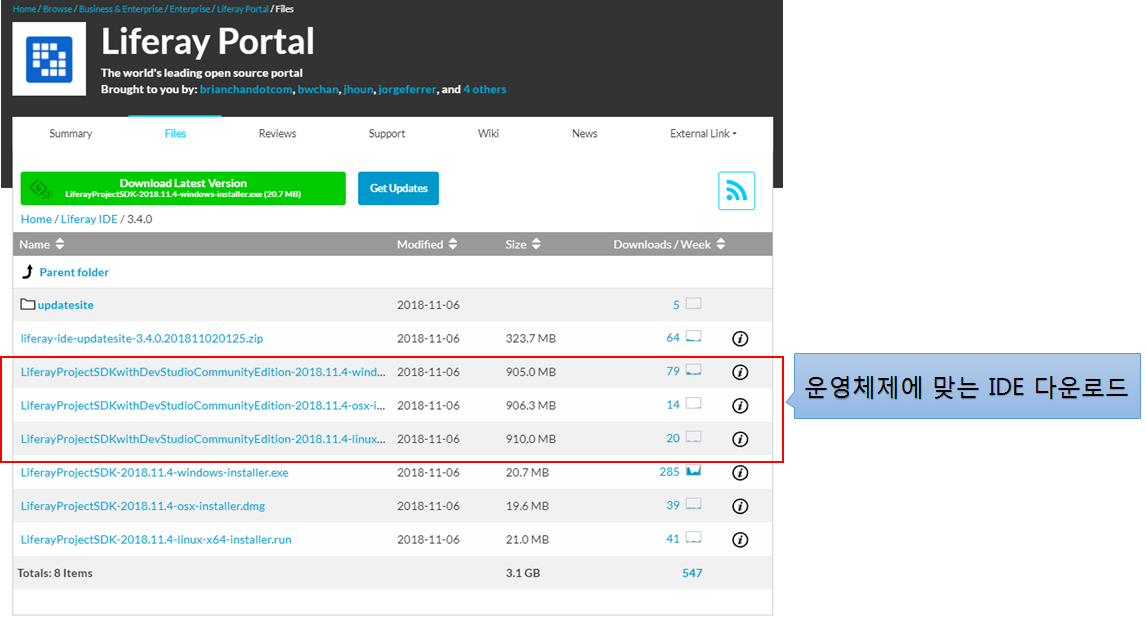 Home / Browse / Business & Enterprise / Enterprise / Liferay Portal / Files
Liferay Portal
The world's leading open source portal
Brought to you by: brianchandotcom, bwchan, jhoun, jorgeferrer, and 4 others
Summary Files Reviews Support Wiki News External Link
Download Latest Version
LiferayProjectSDK-2018.11.4-windows-installer.exe (20.7 MB)
Get Updates
Home / Liferay IDE / 3.4.0
Name Modified Size Downloads / Week
Parent folder
updatesite 2018-11-06 5
liferay-ide-updatesite-3.4.0.201811020125.zip 2018-11-06 323.7 MB 64
LiferayProjectSDKwithDevStudioCommunityEdition-2018.11.4-wind... 2018-11-06 905.0 MB 79
LiferayProjectSDKwithDevStudioCommunityEdition-2018.11.4-osx-i... 2018-11-06 906.3 MB 14
LiferayProjectSDKwithDevStudioCommunityEdition-2018.11.4-linux... 2018-11-06 910.0 MB 20
운영체제에 맞는 IDE 다운로드
LiferayProjectSDK-2018.11.4-windows-installer.exe 2018-11-06 20.7 MB 285
LiferayProjectSDK-2018.11.4-osx-installer.dmg 2018-11-06 19.6 MB 39
LiferayProjectSDK-2018.11.4-linux-x64-installer.run 2018-11-06 21.0 MB 41
Totals: 8 Items 3.1 GB 547